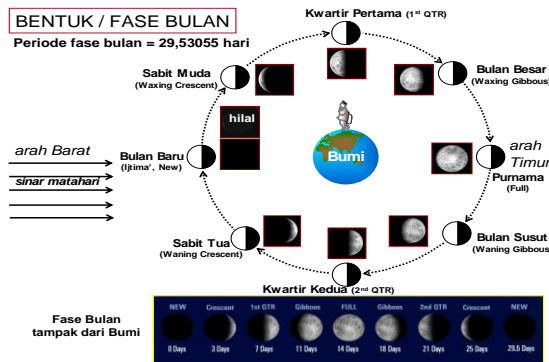 BENTUK / FASE BULAN
Periode fase bulan = 29,53055 hari
Kwartir Pertama (1st QTR)
Sabit Muda
(Waxing Crescent)
Bulan Besar
(Waxing Gibbous)
hilal
arah Barat
sinar matahari
Bulan Baru
(Ijtima', New)
Bumi
arah
Timur
Purnama
(Full)
Sabit Tua
(Waning Crescent)
Bulan Susut
(Waning Gibbous)
Kwartir Kedua (2nd QTR)
Fase Bulan
tampak dari Bumi
NEW Crescent 1st QTR Gibbous FULL Gibbous 2nd QTR Crescent NEW
0 Days 3 Days 7 Days 11 Days 14 Days 18 Days 21 Days 25 Days 29.5 Days